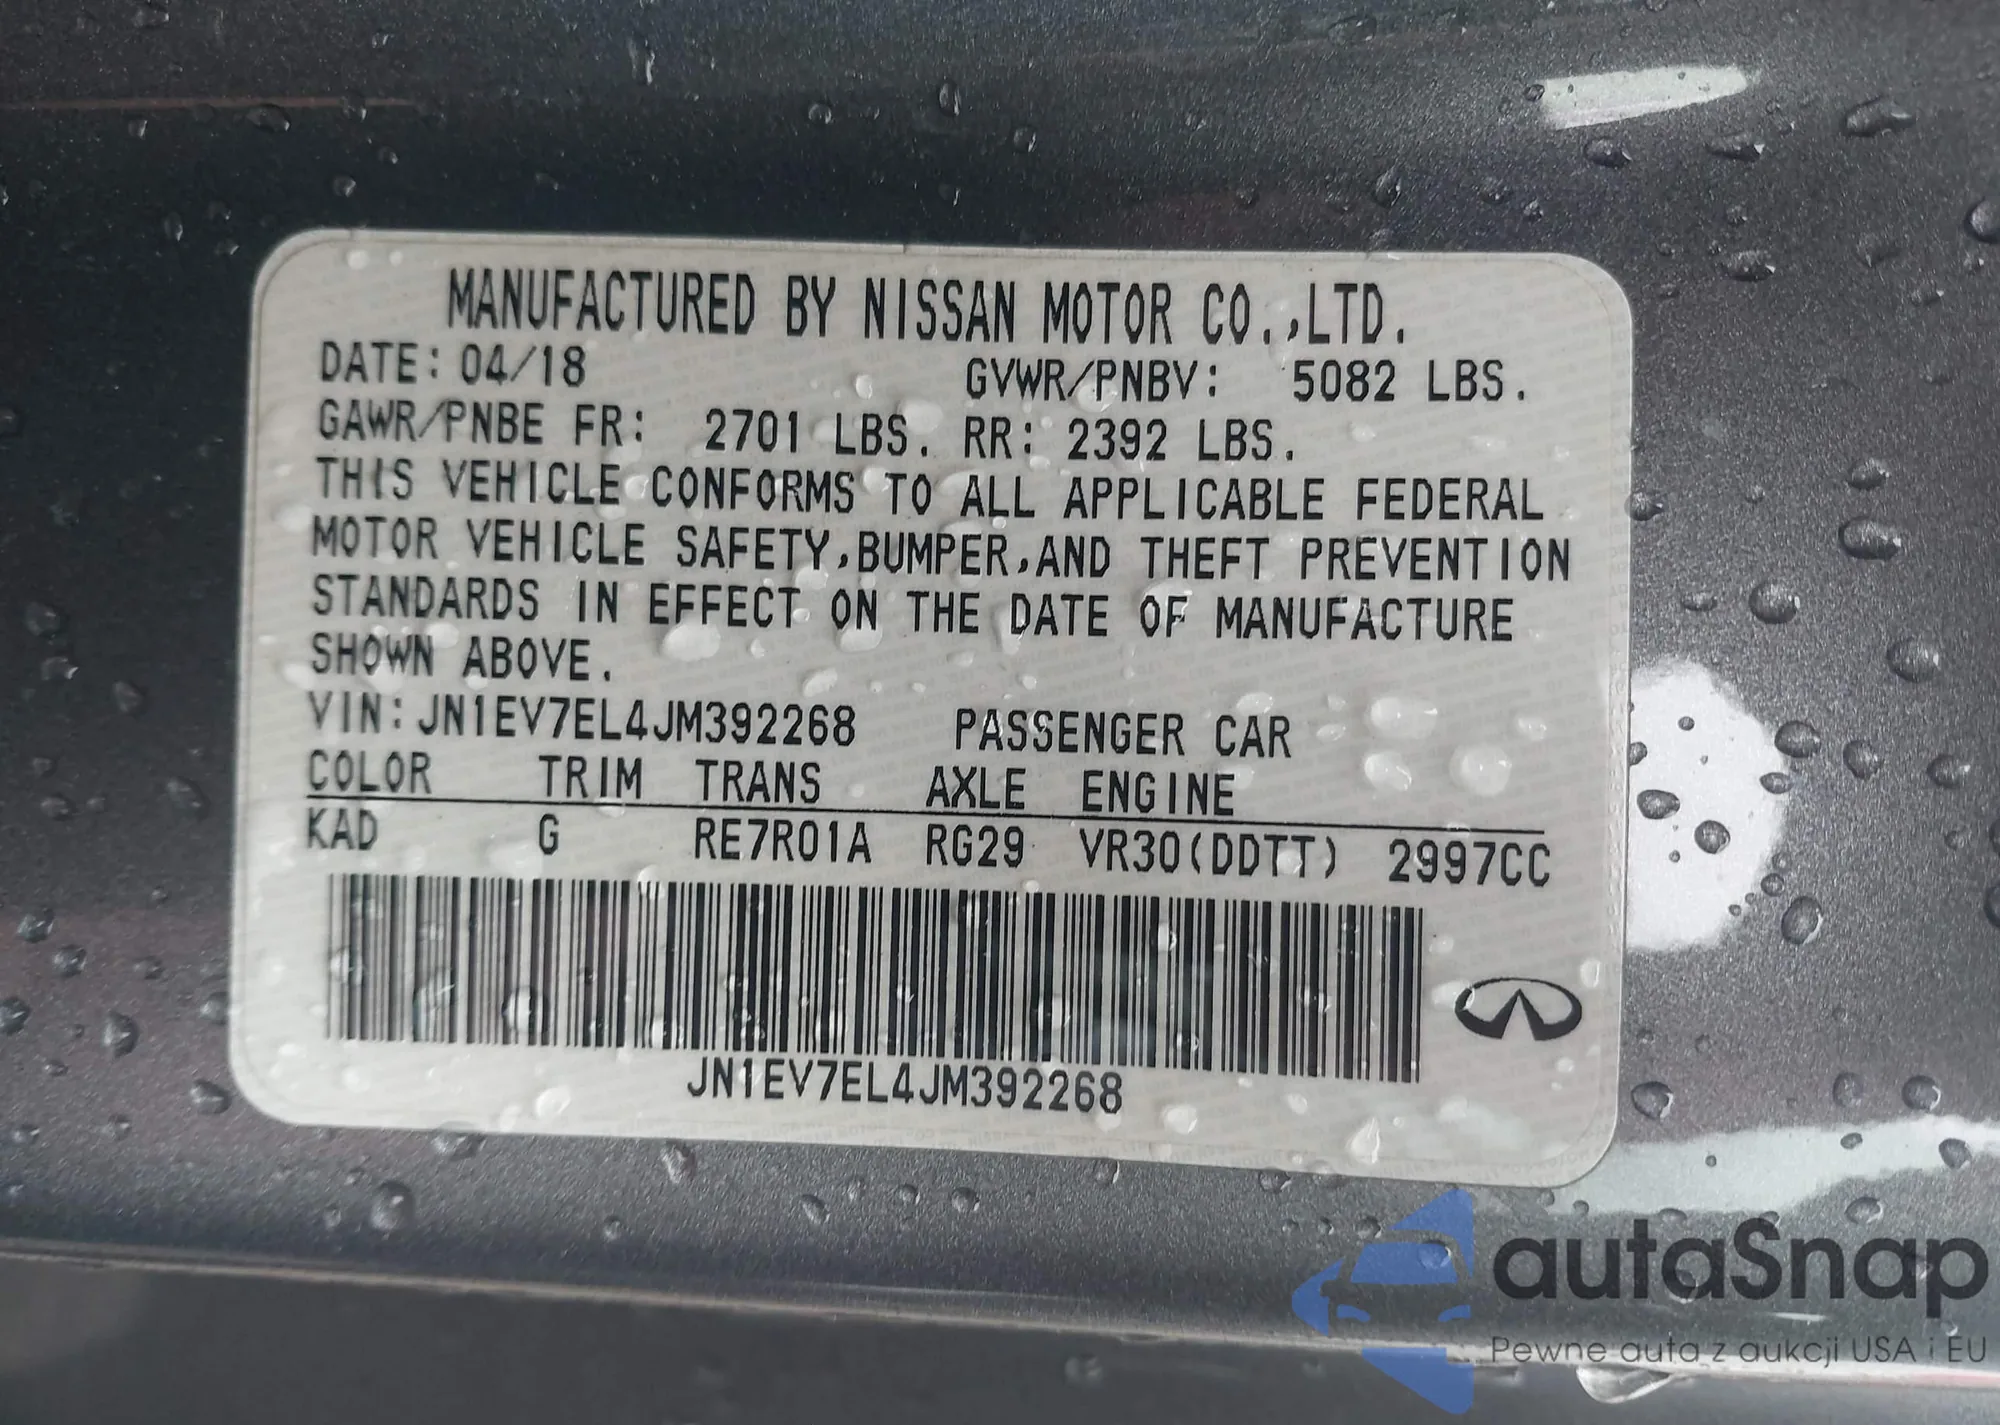 MANUFACTURED BY NISSAN MOTOR CO.,LTD.
DATE: 04/18 GVWR/PNBV: 5082 LBS.
GAWR/PNBE FR: 2701 LBS. RR: 2392 LBS.
THIS VEHICLE CONFORMS TO ALL APPLICABLE FEDERAL
MOTOR VEHICLE SAFETY,BUMPER,AND THEFT PREVENTION
STANDARDS IN EFFECT ON THE DATE OF MANUFACTURE
SHOWN ABOVE.
VIN: JN1EV7EL4JM392268 PASSENGER CAR
COLOR TRIM TRANS AXLE ENGINE
KAD G RE7R01A RG29 VR30(DDTT) 2997CC
JN1EV7EL4JM392268
autaSnap
Pewne auta z aukcji USA i EU